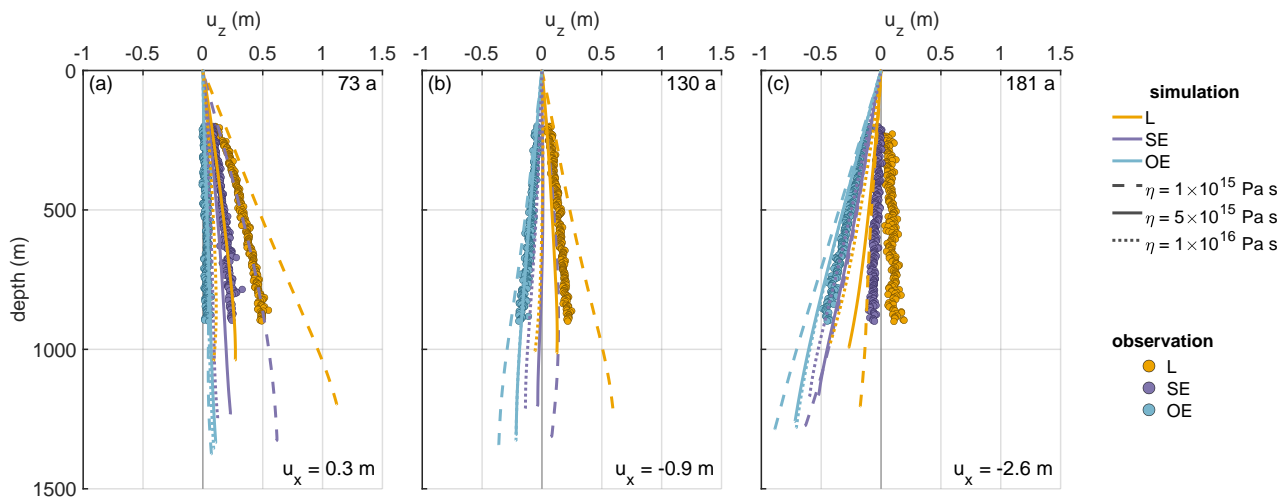 u_z (m)
u_z (m)
u_z (m)
-1 -0.5 0 0.5 1 1.5
-1 -0.5 0 0.5 1 1.5
-1 -0.5 0 0.5 1 1.5
0
500
1000
1500
depth (m)
(a)
73 a
u_x = 0.3 m
(b)
130 a
u_x = -0.9 m
(c)
181 a
u_x = -2.6 m
simulation
L
SE
OE
η = 1×10^15 Pa s
η = 5×10^15 Pa s
η = 1×10^16 Pa s
observation
L
SE
OE